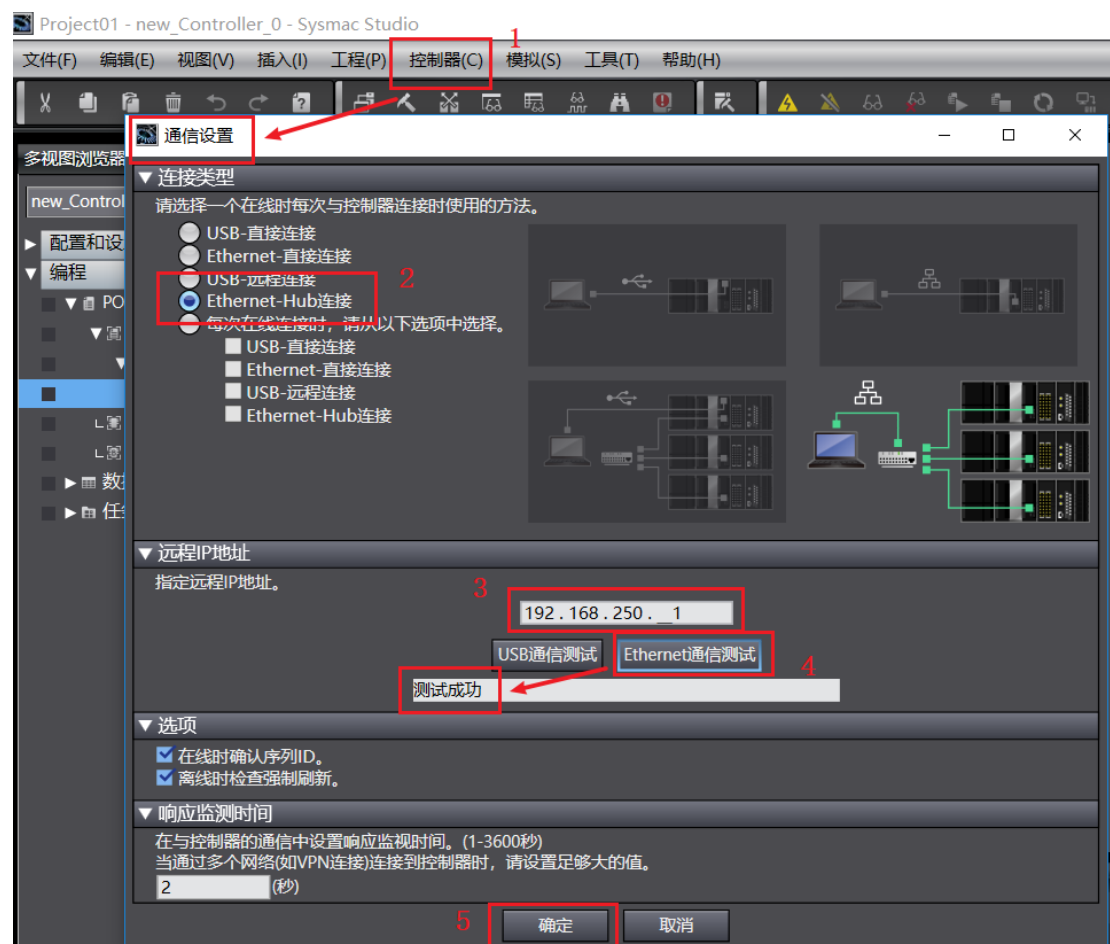 Project01 - new_Controller_0 - Sysmac Studio
1
文件(F) 编辑(E) 视图(V) 插入(I) 工程(P) 控制器(C) 模拟(S) 工具(T) 帮助(H)
通信设置
多视图浏览器
new_Control
配置和设
编程
PO
数据
任
连接类型
请选择一个在线时每次与控制器连接时使用的方法。
USB-直接连接
Ethernet-直接连接
USB-远程连接
2
Ethernet-Hub连接
每次在线连接时，请从以下选项中选择。
USB-直接连接
Ethernet-直接连接
USB-远程连接
Ethernet-Hub连接
远程IP地址
指定远程IP地址。
3
192 . 168 . 250 . __1
USB通信测试 Ethernet通信测试
4
测试成功
选项
在线时确认序列ID。
离线时检查强制刷新。
响应监测时间
在与控制器的通信中设置响应监视时间。(1-3600秒)
当通过多个网络(如VPN连接)连接到控制器时，请设置足够大的值。
2 (秒)
5
确定 取消